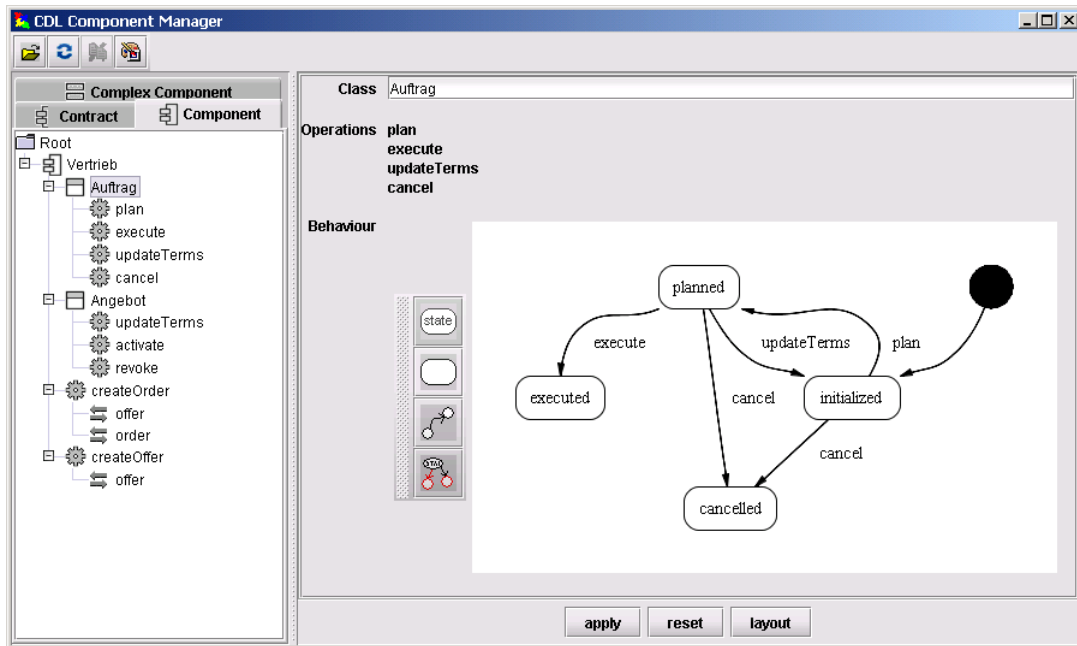 CDL Component Manager
Complex Component
Contract
Component
Root
Vertrieb
Auftrag
plan
execute
updateTerms
cancel
Angebot
updateTerms
activate
revoke
createOrder
offer
order
createOffer
offer
Class Auftrag
Operations plan
execute
updateTerms
cancel
Behaviour
state
planned
execute
updateTerms
plan
executed
cancel
initialized
cancel
cancelled
apply
reset
layout